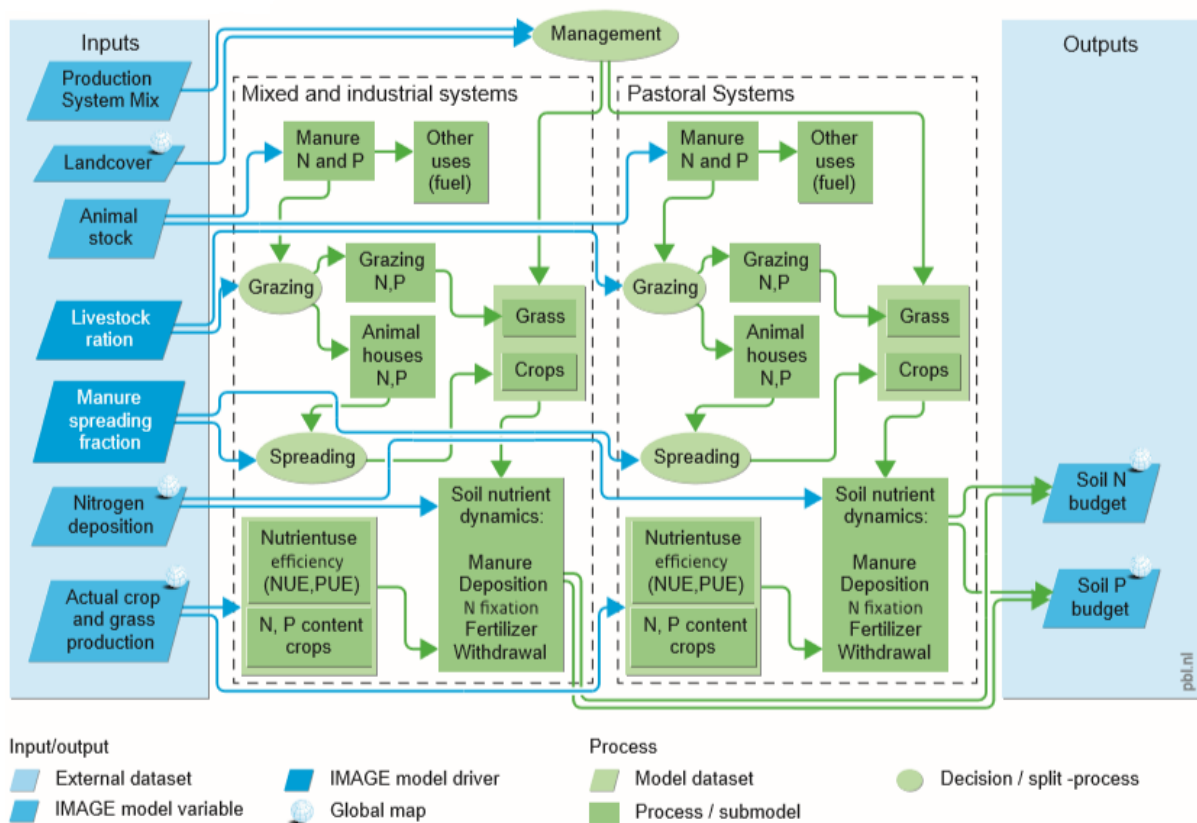 Inputs
Management
Outputs
Production
System Mix
Landcover
Animal
stock
Livestock
ration
Manure
spreading
fraction
Nitrogen
deposition
Actual crop
and grass
production
Mixed and industrial systems
Manure
N and P
Other
uses
(fuel)
Grazing
Grazing
N,P
Animal
houses
N,P
Grass
Crops
Spreading
Nutrientuse
efficiency
(NUE,PUE)
N, P content
crops
Soil nutrient
dynamics:
Manure
Deposition
N fixation
Fertilizer
Withdrawal
Pastoral Systems
Manure
N and P
Other
uses
(fuel)
Grazing
Grazing
N,P
Animal
houses
N,P
Grass
Crops
Spreading
Nutrientuse
efficiency
(NUE,PUE)
N, P content
crops
Soil nutrient
dynamics:
Manure
Deposition
N fixation
Fertilizer
Withdrawal
Soil N
budget
Soil P
budget
pbl.nl
Input/output
External dataset
IMAGE model variable
IMAGE model driver
Global map
Process
Model dataset
Process / submodel
Decision / split -process